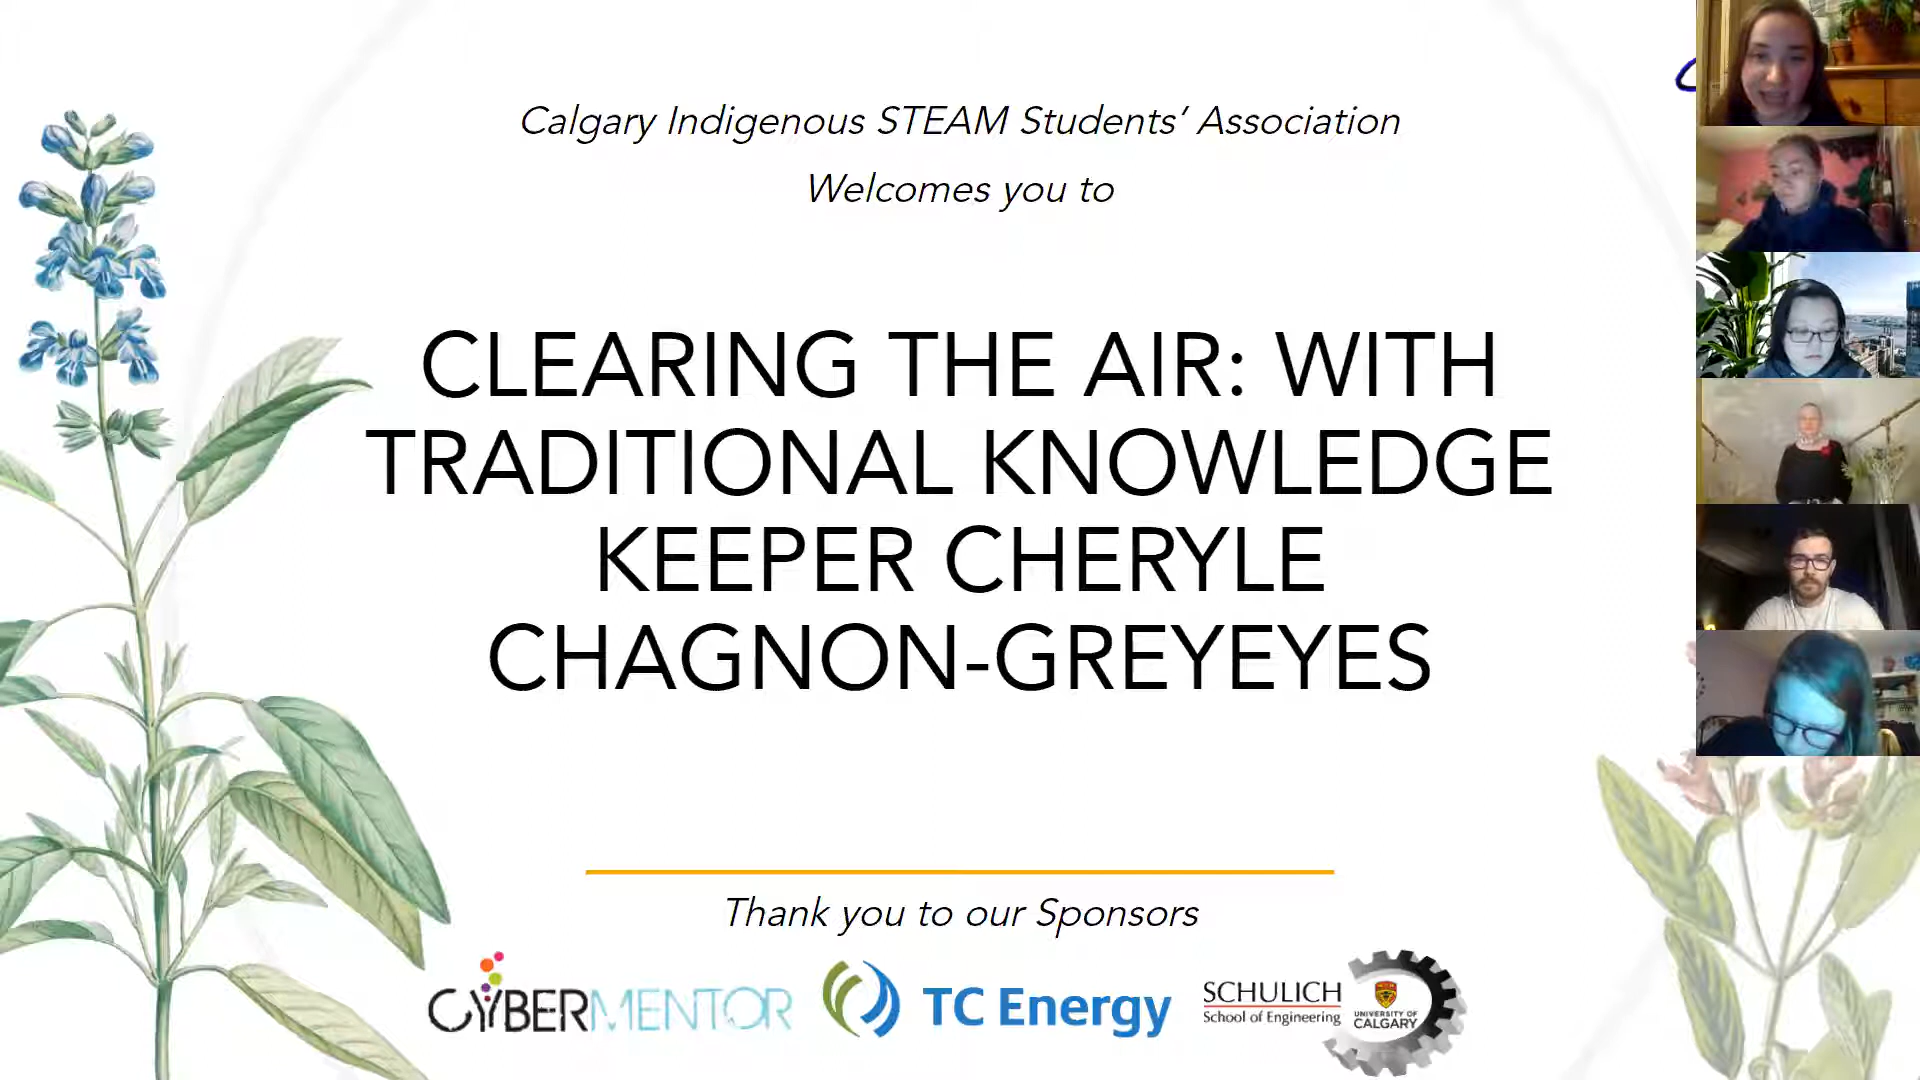 Calgary Indigenous STEAM Students’ Association
Welcomes you to
CLEARING THE AIR: WITH
TRADITIONAL KNOWLEDGE
KEEPER CHERYLE
CHAGNON-GREYEYES
Thank you to our Sponsors
CYBERMENTOR
TC Energy
SCHULICH
School of Engineering
UNIVERSITY OF
CALGARY